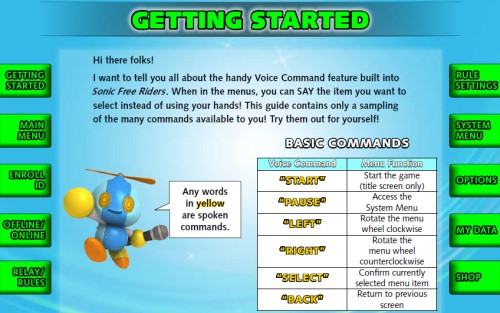 GETTING STARTED
Hi there folks!
I want to tell you all about the handy Voice Command feature built into
Sonic Free Riders. When in the menus, you can SAY the item you want to
select instead of using your hands! This guide contains only a sampling
of the many commands available to you! Try them out for yourself!
GETTING
STARTED
MAIN
MENU
ENROLL
ID
OFFLINE/
ONLINE
RELAY/
RULES
Any words
in yellow
are spoken
commands.
BASIC COMMANDS
Voice Command Menu Function
"START" Start the game
(title screen only)
"PAUSE" Access the
System Menu
"LEFT" Rotate the menu
wheel clockwise
"RIGHT" Rotate the
menu wheel
counterclockwise
"SELECT" Confirm currently
selected menu item
"BACK" Return to previous
screen
RULE
SETTINGS
SYSTEM
MENU
OPTIONS
MY DATA
SHOP